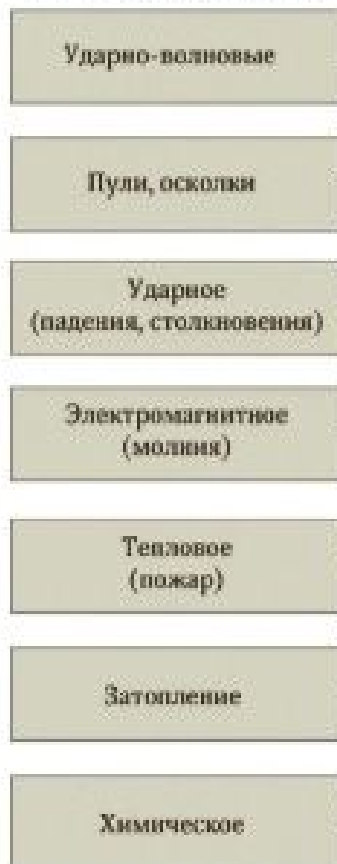 Ударно-волновые
Пули, осколки
Ударное
(падения, столкновения)
Электромагнитное
(молния)
Тепловое
(пожар)
Затопление
Химическое